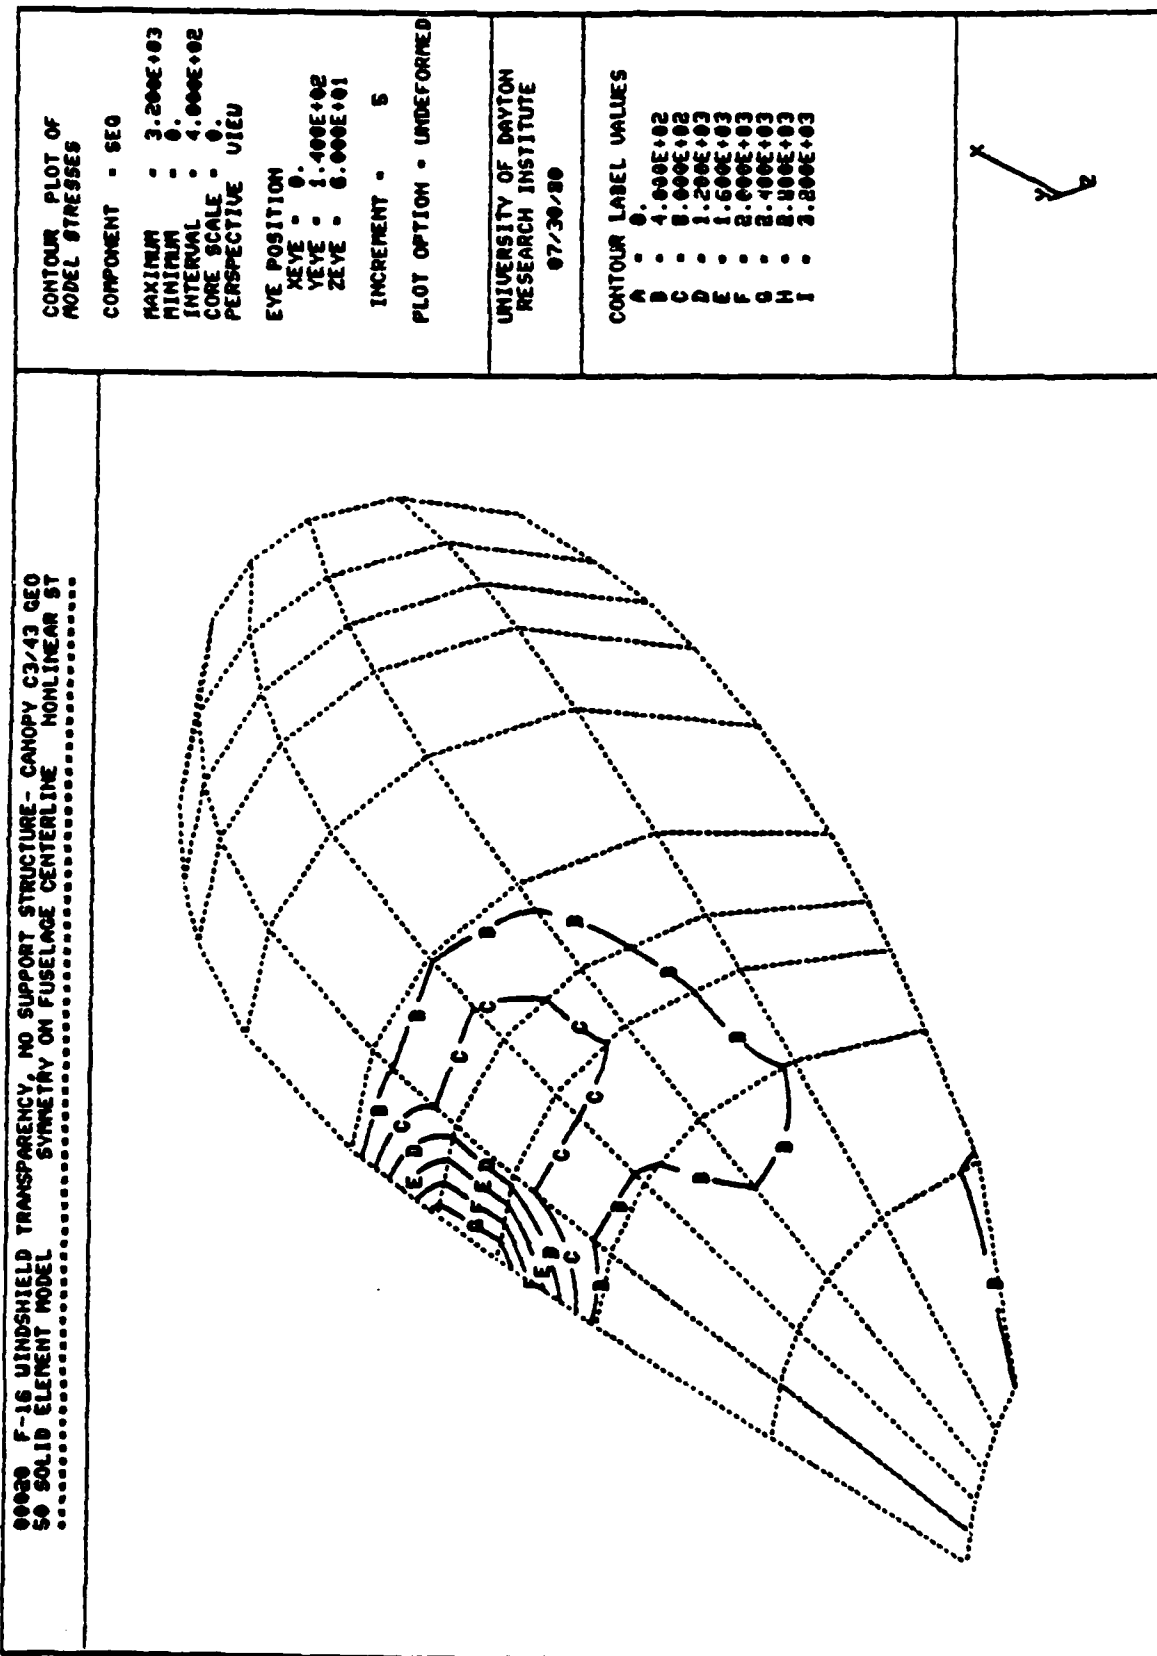 00020 F-16 WINDSHIELD TRANSPARENCY, NO SUPPORT STRUCTURE- CANOPY C3/43 GEO
50 SOLID ELEMENT MODEL SYMMETRY ON FUSELAGE CENTERLINE NONLINEAR ST
CONTOUR PLOT OF
MODEL STRESSES
COMPONENT = SEQ
MAXIMUM = 3.200E+03
MINIMUM = 0.
INTERVAL = 4.000E+02
CORE SCALE = 0.
PERSPECTIVE VIEW
EYE POSITION
XEYE = 0.
YEYE = 1.400E+02
ZEYE = 6.000E+01
INCREMENT = 5
PLOT OPTION = UNDEFORMED
UNIVERSITY OF DAYTON
RESEARCH INSTITUTE
07/30/80
CONTOUR LABEL VALUES
A = 0.
B = 4.000E+02
C = 8.000E+02
D = 1.200E+03
E = 1.600E+03
F = 2.000E+03
G = 2.400E+03
H = 2.800E+03
I = 3.200E+03
X
Y
Z
B
B
B
B
B
B
B
B
B
B
B
B
C
C
C
C
C
C
C
D
D
D
E
E
E
F
F
G